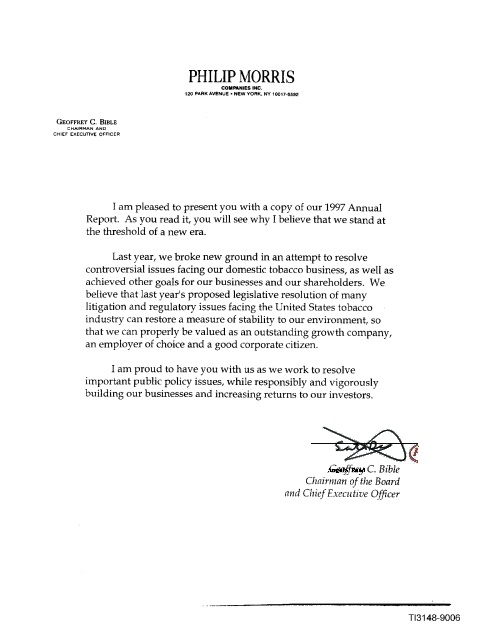 PHILIP MORRIS
COMPANIES INC.
120 PARK AVENUE • NEW YORK, NY 10017-5592
GEOFFREY C. BIBLE
CHAIRMAN AND
CHIEF EXECUTIVE OFFICER
I am pleased to present you with a copy of our 1997 Annual
Report. As you read it, you will see why I believe that we stand at
the threshold of a new era.
Last year, we broke new ground in an attempt to resolve
controversial issues facing our domestic tobacco business, as well as
achieved other goals for our businesses and our shareholders. We
believe that last year's proposed legislative resolution of many
litigation and regulatory issues facing the United States tobacco
industry can restore a measure of stability to our environment, so
that we can properly be valued as an outstanding growth company,
an employer of choice and a good corporate citizen.
I am proud to have you with us as we work to resolve
important public policy issues, while responsibly and vigorously
building our businesses and increasing returns to our investors.
C. Bible
Chairman of the Board
and Chief Executive Officer
TI3148-9006